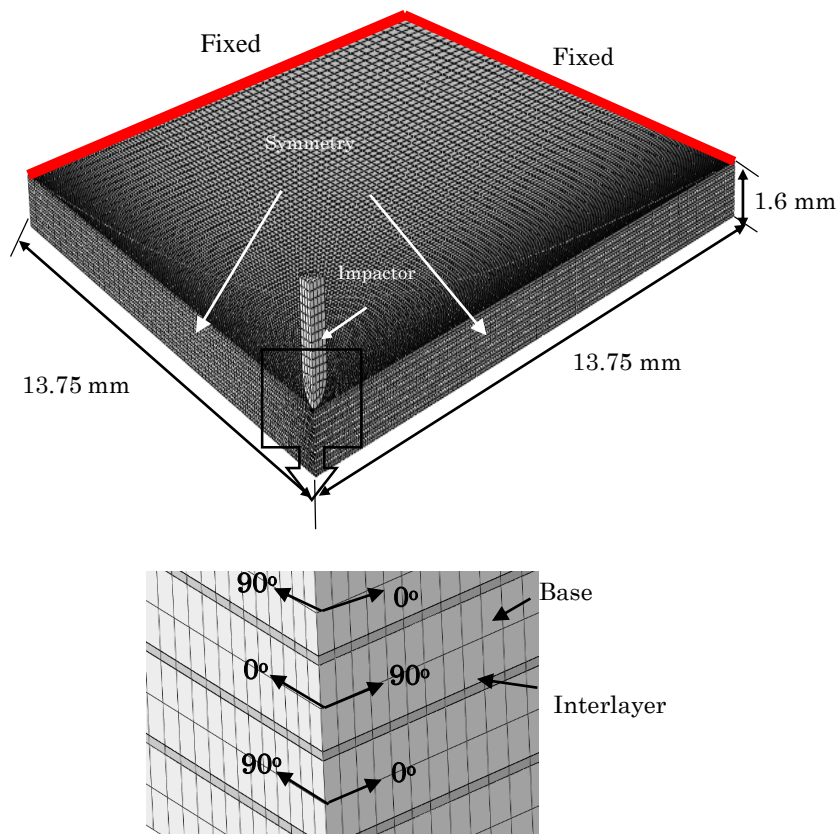 Fixed
Fixed
Symmetry
1.6 mm
Impactor
13.75 mm
13.75 mm
90º
0º
Base
0º
90º
Interlayer
90º
0º